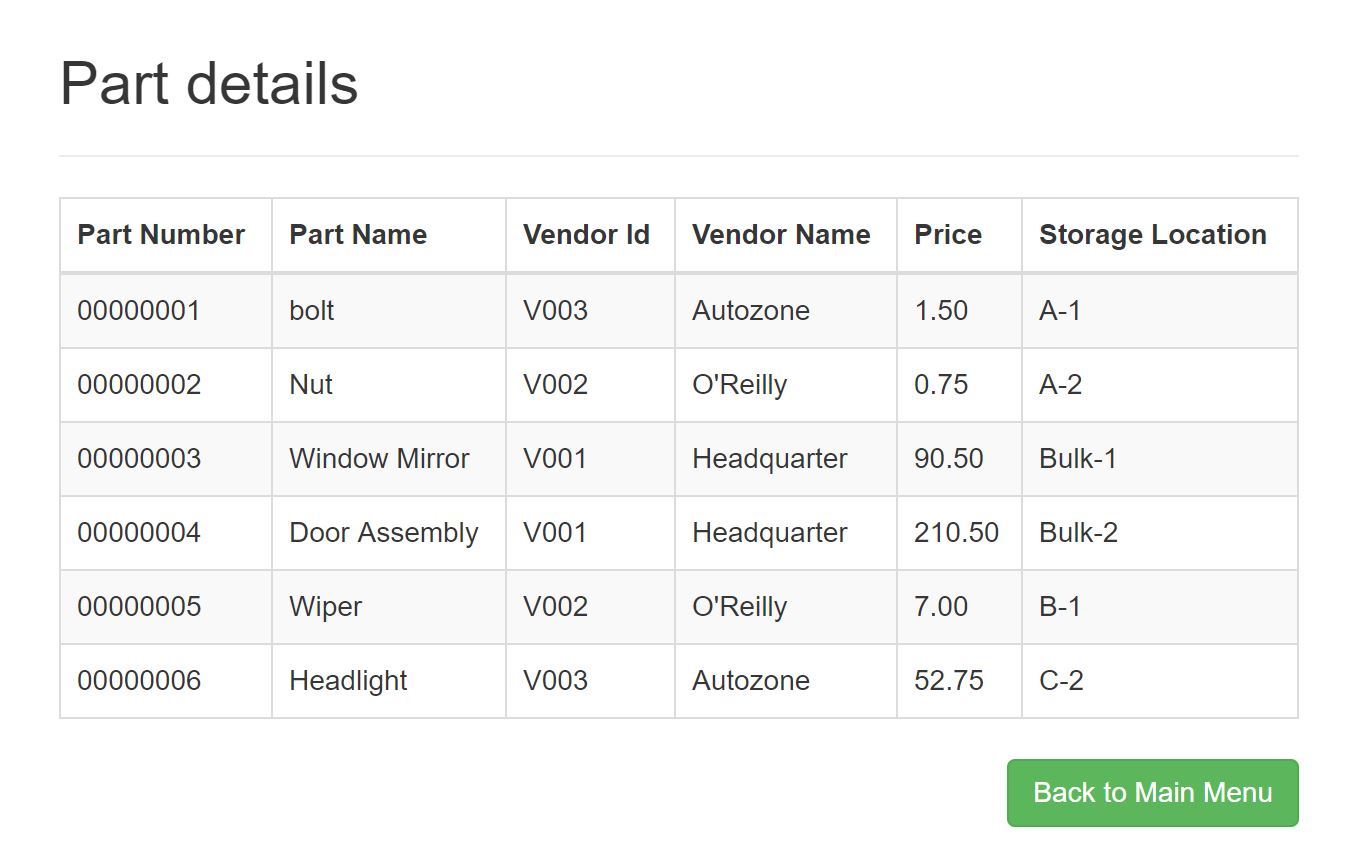 Part details
Part Number Part Name Vendor Id Vendor Name Price Storage Location
00000001 bolt V003 Autozone 1.50 A-1
00000002 Nut V002 O'Reilly 0.75 A-2
00000003 Window Mirror V001 Headquarter 90.50 Bulk-1
00000004 Door Assembly V001 Headquarter 210.50 Bulk-2
00000005 Wiper V002 O'Reilly 7.00 B-1
00000006 Headlight V003 Autozone 52.75 C-2
Back to Main Menu